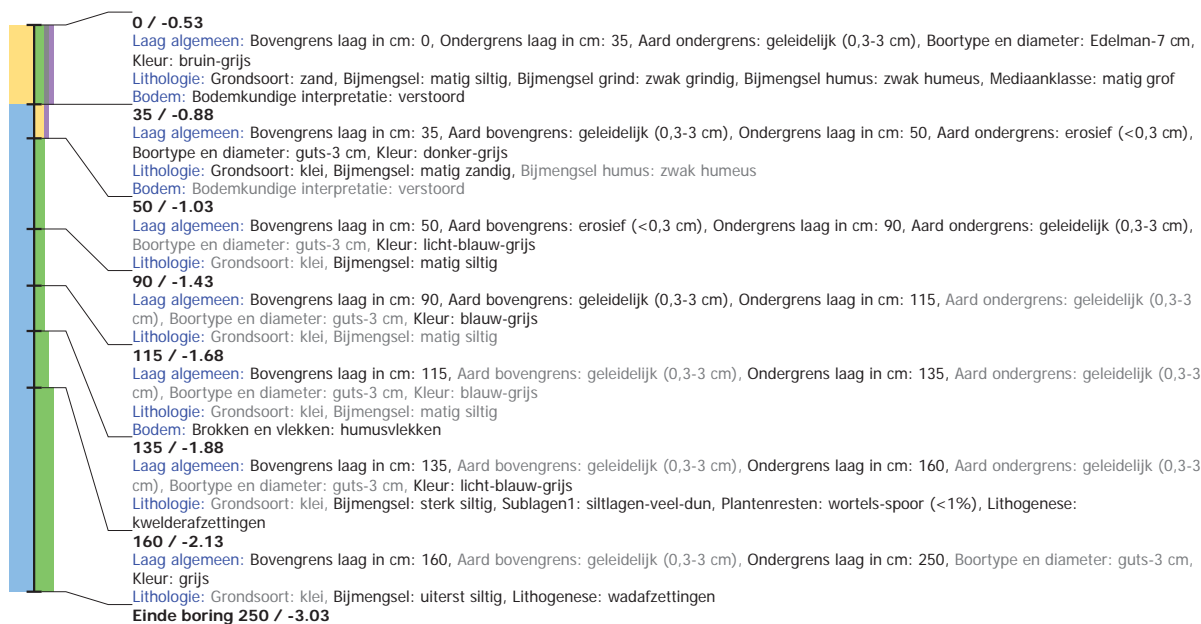 0 / -0.53
Laag algemeen: Bovengrens laag in cm: 0, Ondergrens laag in cm: 35, Aard ondergrens: geleidelijk (0,3-3 cm), Boortype en diameter: Edelman-7 cm,
Kleur: bruin-grijs
Lithologie: Grondsoort: zand, Bijmengsel: matig siltig, Bijmengsel grind: zwak grindig, Bijmengsel humus: zwak humeus, Mediaanklasse: matig grof
Bodem: Bodemkundige interpretatie: verstoord
35 / -0.88
Laag algemeen: Bovengrens laag in cm: 35, Aard bovengrens: geleidelijk (0,3-3 cm), Ondergrens laag in cm: 50, Aard ondergrens: erosief (<0,3 cm),
Boortype en diameter: guts-3 cm, Kleur: donker-grijs
Lithologie: Grondsoort: klei, Bijmengsel: matig zandig, Bijmengsel humus: zwak humeus
Bodem: Bodemkundige interpretatie: verstoord
50 / -1.03
Laag algemeen: Bovengrens laag in cm: 50, Aard bovengrens: erosief (<0,3 cm), Ondergrens laag in cm: 90, Aard ondergrens: geleidelijk (0,3-3 cm),
Boortype en diameter: guts-3 cm, Kleur: licht-blauw-grijs
Lithologie: Grondsoort: klei, Bijmengsel: matig siltig
90 / -1.43
Laag algemeen: Bovengrens laag in cm: 90, Aard bovengrens: geleidelijk (0,3-3 cm), Ondergrens laag in cm: 115, Aard ondergrens: geleidelijk (0,3-3
cm), Boortype en diameter: guts-3 cm, Kleur: blauw-grijs
Lithologie: Grondsoort: klei, Bijmengsel: matig siltig
115 / -1.68
Laag algemeen: Bovengrens laag in cm: 115, Aard bovengrens: geleidelijk (0,3-3 cm), Ondergrens laag in cm: 135, Aard ondergrens: geleidelijk (0,3-3
cm), Boortype en diameter: guts-3 cm, Kleur: blauw-grijs
Lithologie: Grondsoort: klei, Bijmengsel: matig siltig
Bodem: Brokken en vlekken: humusvlekken
135 / -1.88
Laag algemeen: Bovengrens laag in cm: 135, Aard bovengrens: geleidelijk (0,3-3 cm), Ondergrens laag in cm: 160, Aard ondergrens: geleidelijk (0,3-3
cm), Boortype en diameter: guts-3 cm, Kleur: licht-blauw-grijs
Lithologie: Grondsoort: klei, Bijmengsel: sterk siltig, Sublagen1: siltlagen-veel-dun, Plantenresten: wortels-spoor (<1%), Lithogenese:
kwelderafzettingen
160 / -2.13
Laag algemeen: Bovengrens laag in cm: 160, Aard bovengrens: geleidelijk (0,3-3 cm), Ondergrens laag in cm: 250, Boortype en diameter: guts-3 cm,
Kleur: grijs
Lithologie: Grondsoort: klei, Bijmengsel: uiterst siltig, Lithogenese: wadafzettingen
Einde boring 250 / -3.03